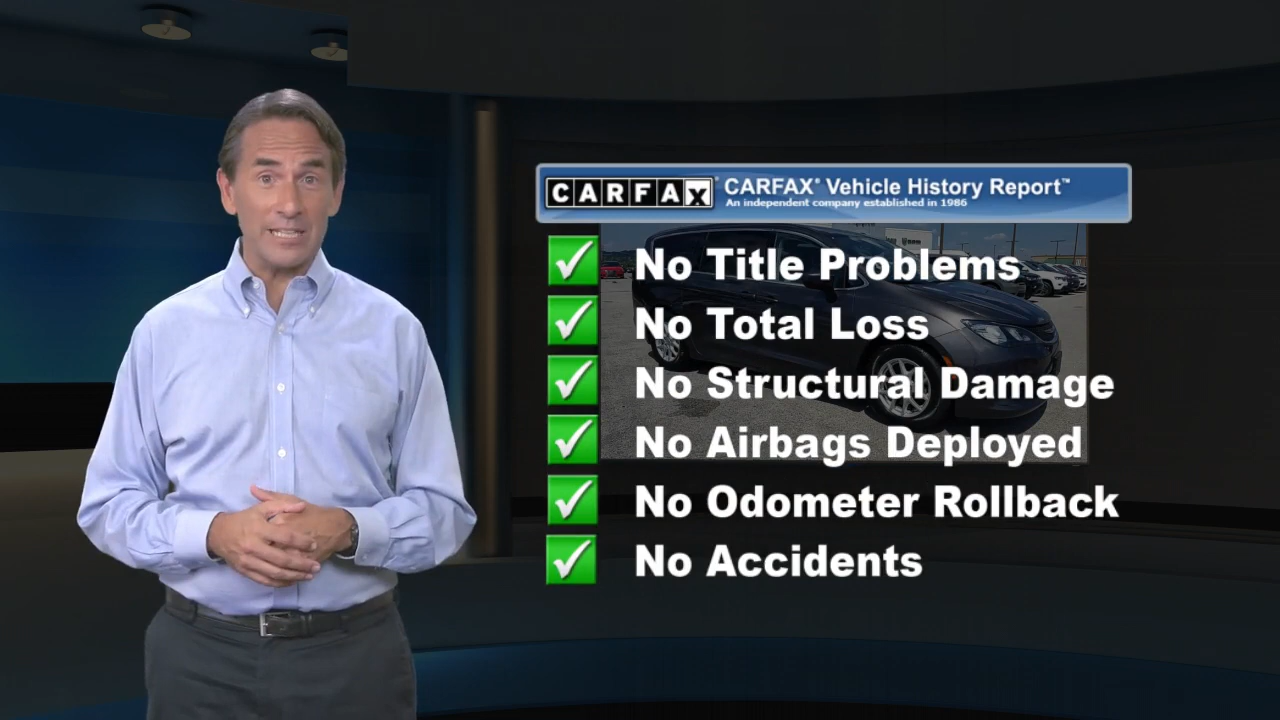 CARFAX
CARFAX® Vehicle History Report™
An independent company established in 1986
No Title Problems
No Total Loss
No Structural Damage
No Airbags Deployed
No Odometer Rollback
No Accidents